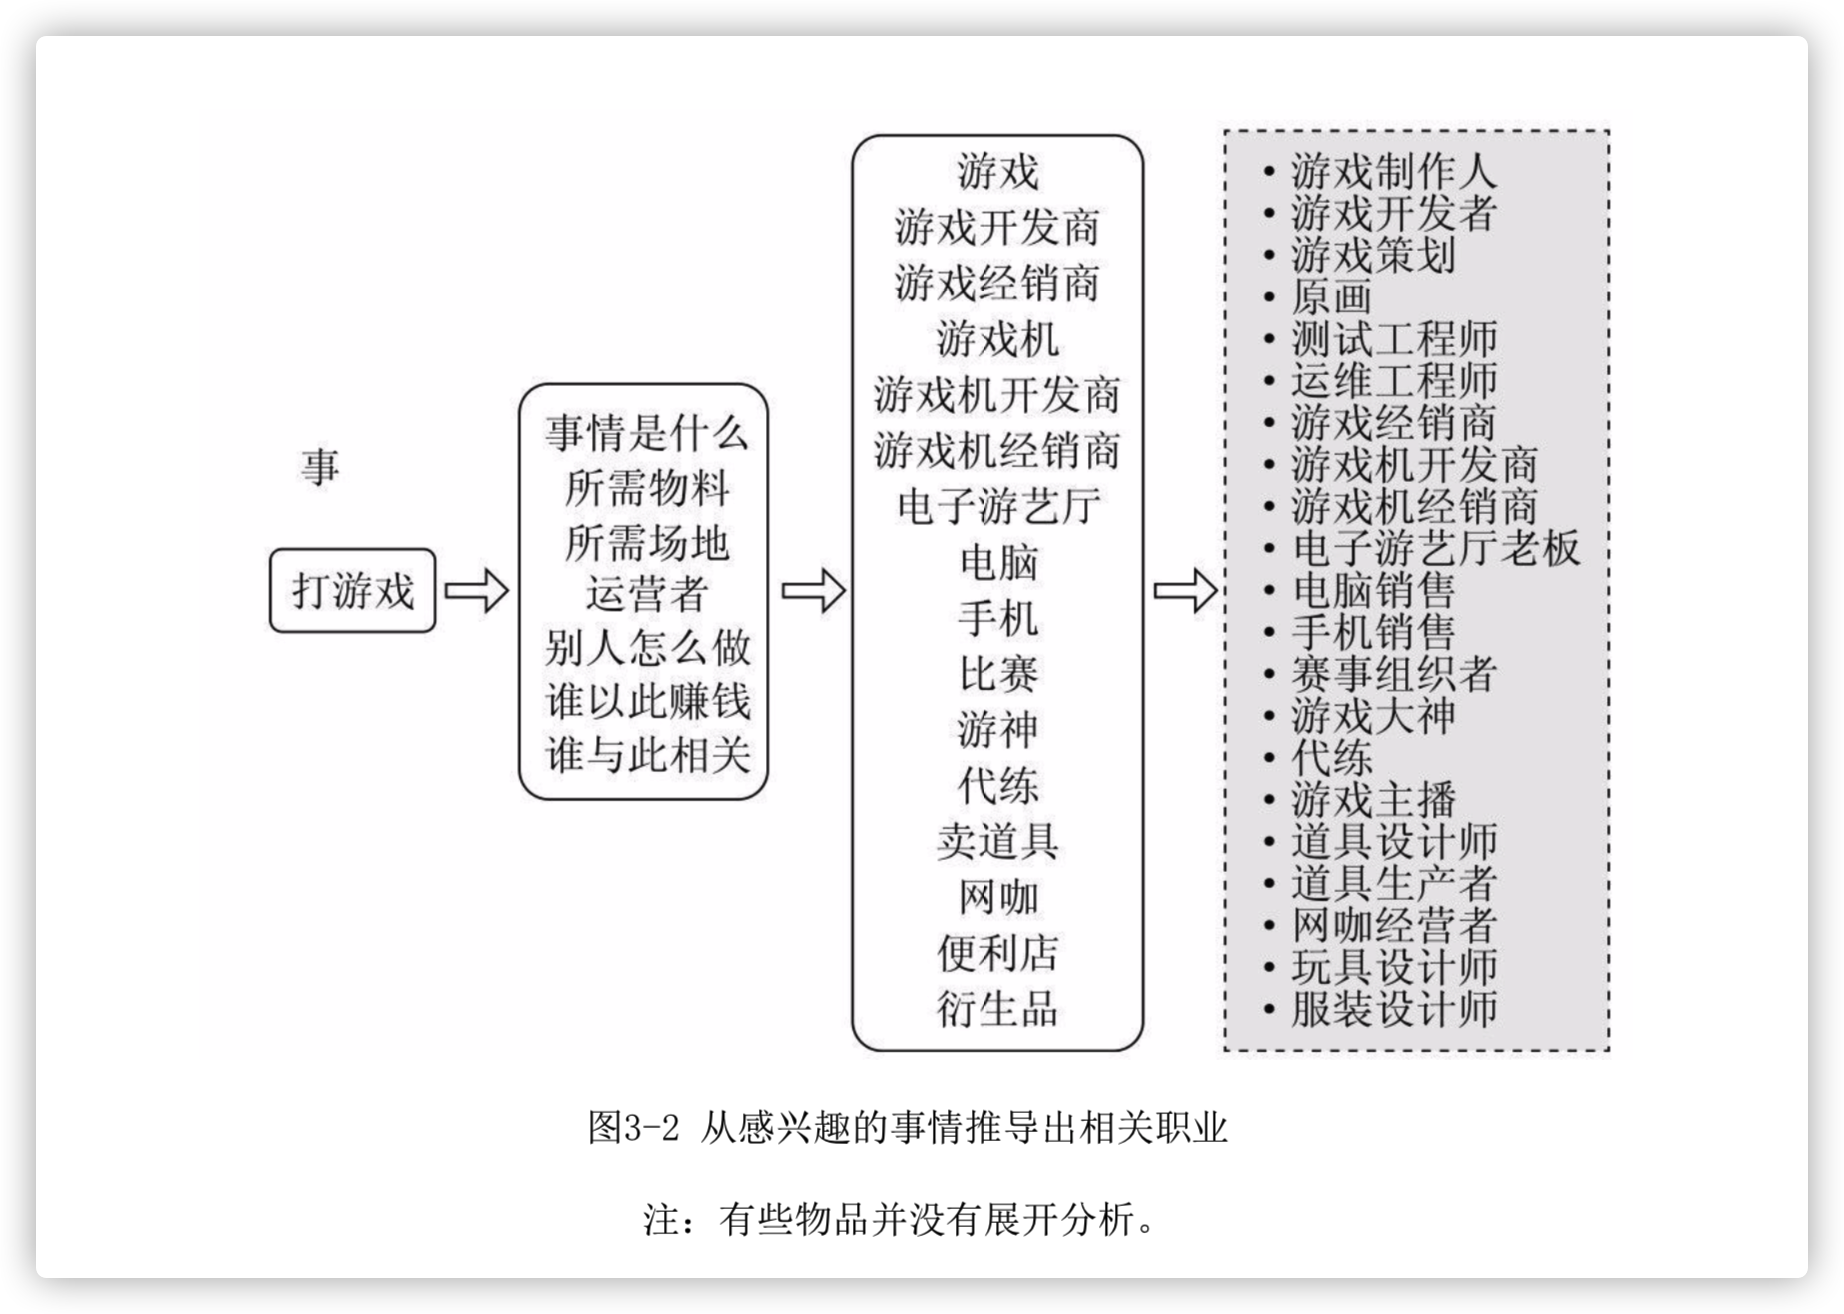 事
打游戏
事情是什么
所需物料
所需场地
运营者
别人怎么做
谁以此赚钱
谁与此相关
游戏
游戏开发商
游戏经销商
游戏机
游戏机开发商
游戏机经销商
电子游艺厅
电脑
手机
比赛
游神
代练
卖道具
网咖
便利店
衍生品
•游戏制作人
•游戏开发者
•游戏策划
•原画
•测试工程师
•运维工程师
•游戏经销商
•游戏机开发商
•游戏机经销商
•电子游艺厅老板
•电脑销售
•手机销售
•赛事组织者
•游戏大神
•代练
•游戏主播
•道具设计师
•道具生产者
•网咖经营者
•玩具设计师
•服装设计师
图3-2 从感兴趣的事情推导出相关职业
注：有些物品并没有展开分析。